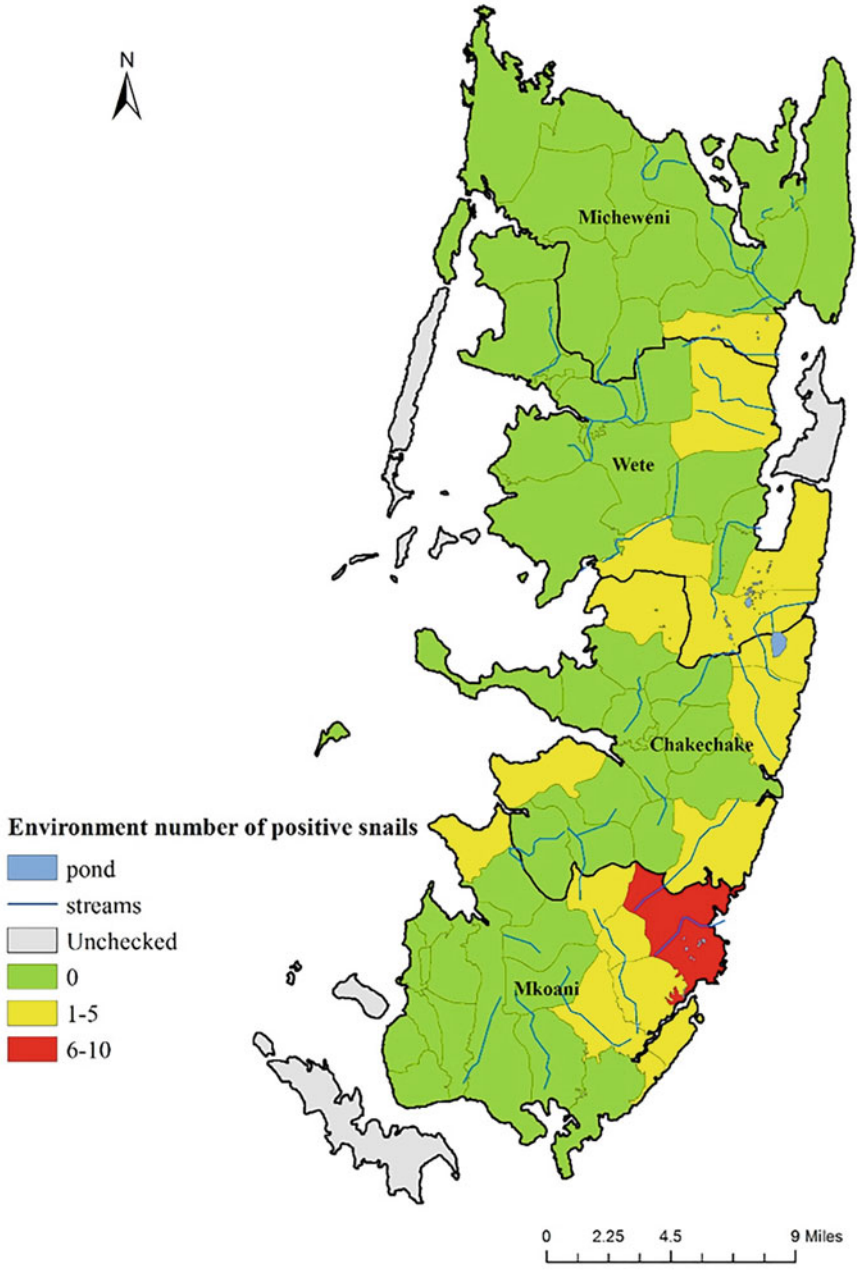 N
Micheweni
Wete
Chakechake
Environment number of positive snails
pond
streams
Unchecked
0
1-5
6-10
Mkoani
0 2.25 4.5 9 Miles